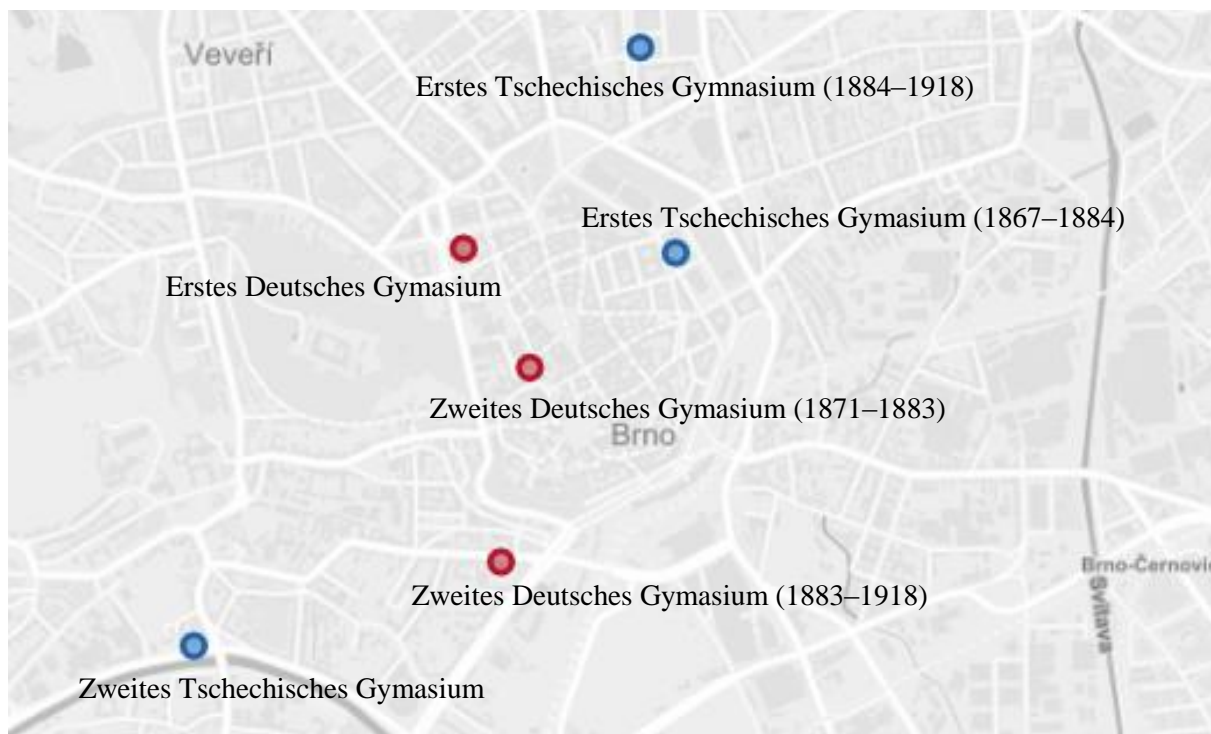 Veveří
Erstes Tschechisches Gymnasium (1884–1918)
Erstes Tschechisches Gymasium (1867–1884)
Erstes Deutsches Gymasium
Zweites Deutsches Gymasium (1871–1883)
Brno
Zweites Deutsches Gymasium (1883–1918)
Brno-Černovi
Svitava
Zweites Tschechisches Gymasium